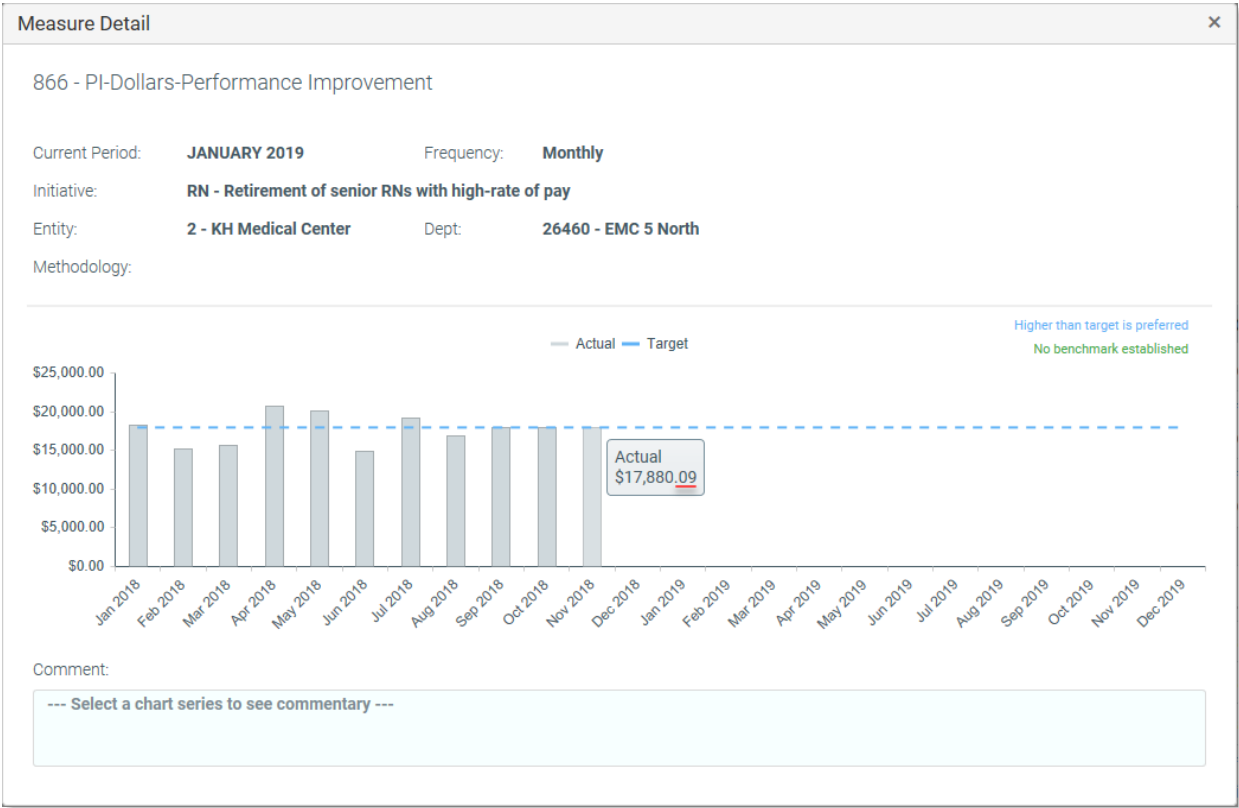 Measure Detail ×
866 - PI-Dollars-Performance Improvement
Current Period: JANUARY 2019 Frequency: Monthly
Initiative: RN - Retirement of senior RNs with high-rate of pay
Entity: 2 - KH Medical Center Dept: 26460 - EMC 5 North
Methodology:
Higher than target is preferred
Actual Target
No benchmark established
$25,000.00
$20,000.00
$15,000.00
$10,000.00
$5,000.00
$0.00
Actual
$17,880.09
Jan 2018 Feb 2018 Mar 2018 Apr 2018 May 2018 Jun 2018 Jul 2018 Aug 2018 Sep 2018 Oct 2018 Nov 2018 Dec 2018 Jan 2019 Feb 2019 Mar 2019 Apr 2019 May 2019 Jun 2019 Jul 2019 Aug 2019 Sep 2019 Oct 2019 Nov 2019 Dec 2019
Comment:
--- Select a chart series to see commentary ---